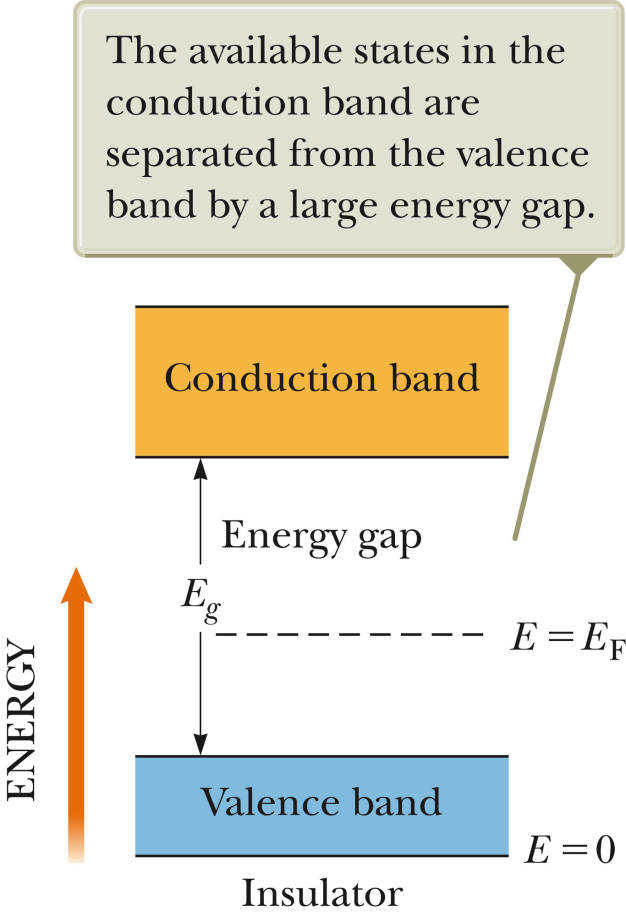 The available states in the
conduction band are
separated from the valence
band by a large energy gap.
Conduction band
Energy gap
E_g
E = E_F
ENERGY
Valence band
E = 0
Insulator